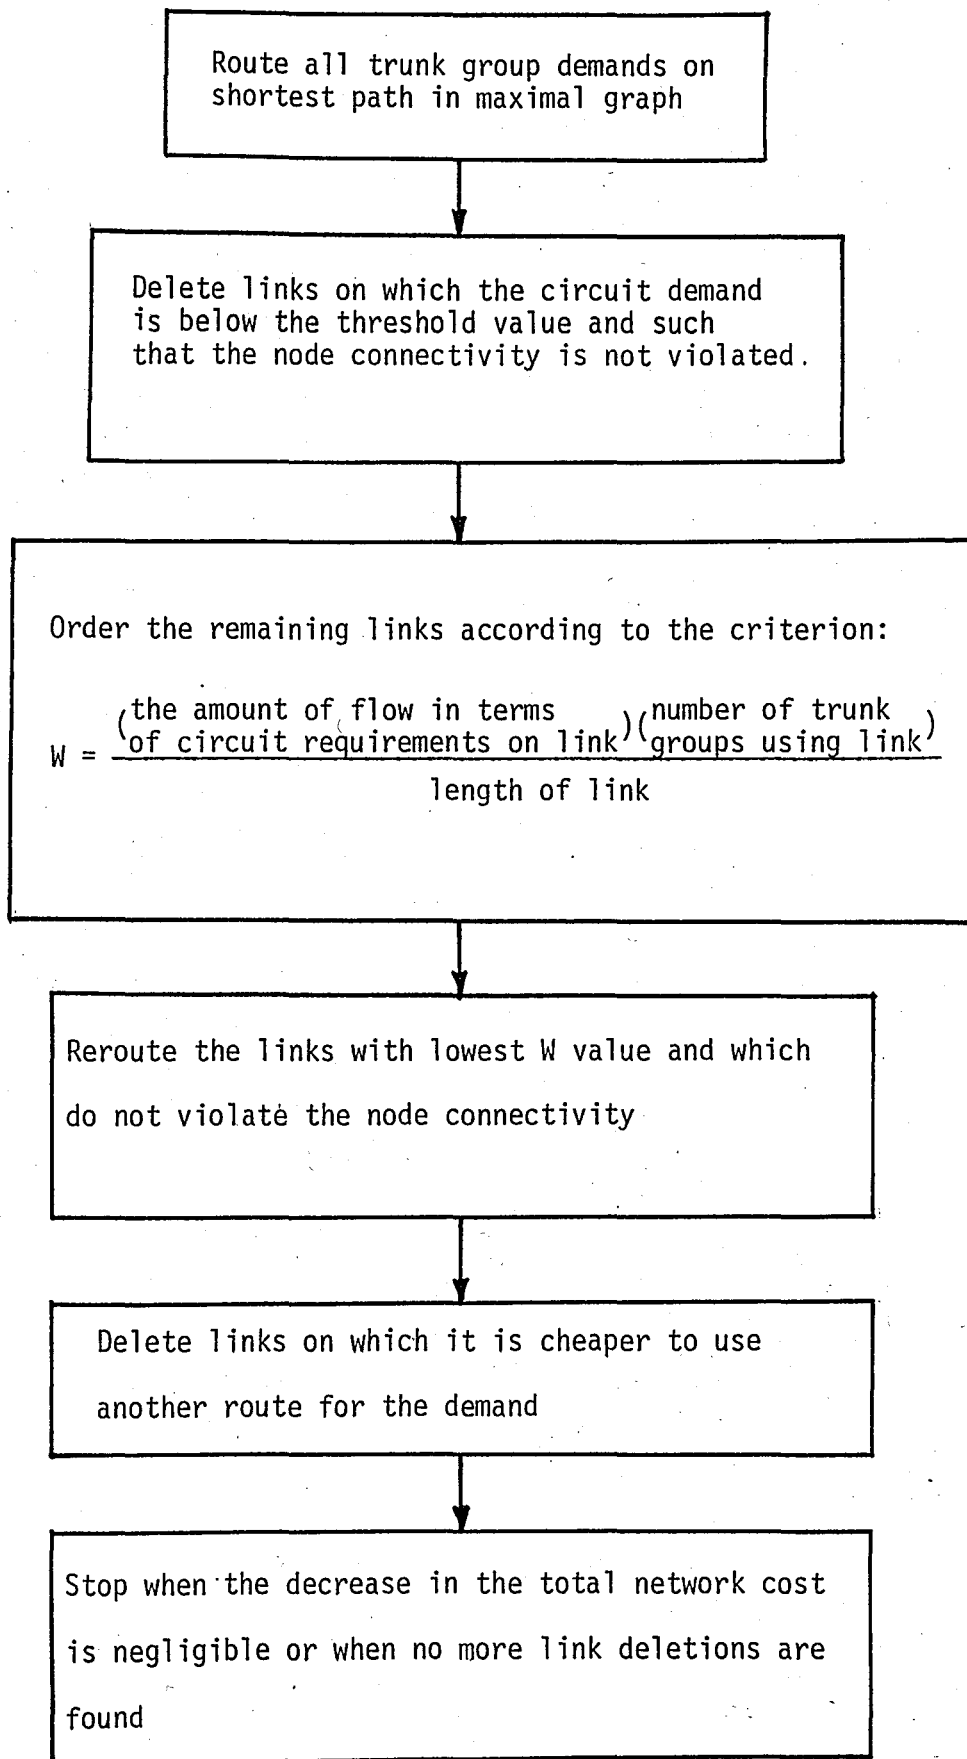 Route all trunk group demands on
shortest path in maximal graph
Delete links on which the circuit demand
is below the threshold value and such
that the node connectivity is not violated.
Order the remaining links according to the criterion:
W = (the amount of flow in terms of circuit requirements on link)(number of trunk groups using link)
length of link
Reroute the links with lowest W value and which
do not violate the node connectivity
Delete links on which it is cheaper to use
another route for the demand
Stop when the decrease in the total network cost
is negligible or when no more link deletions are
found